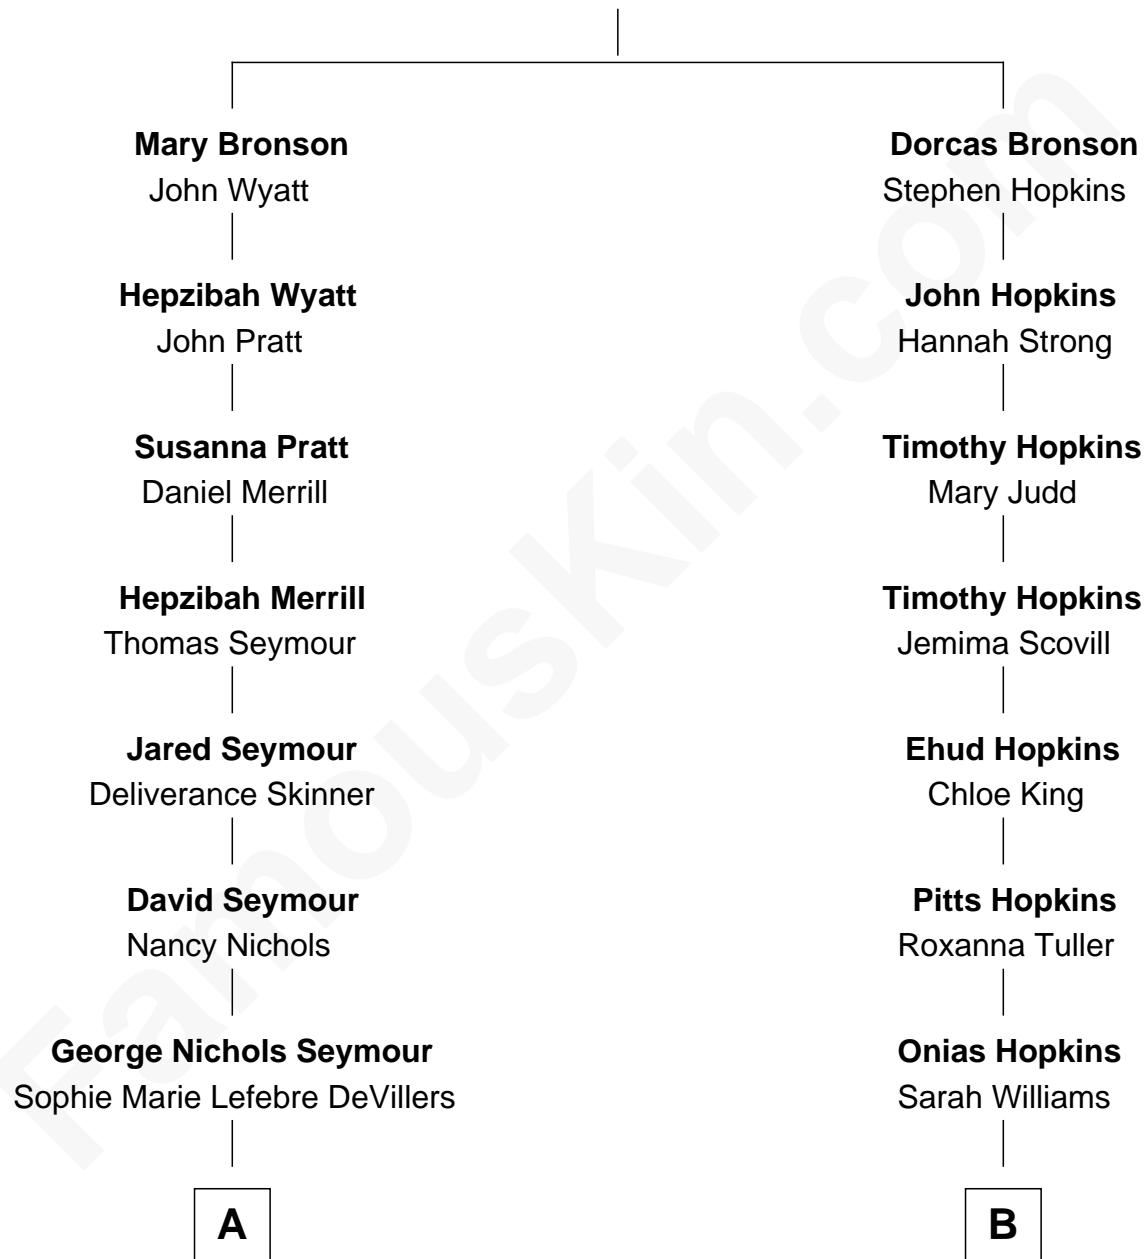 Mary Bronson
John Wyatt
Hepzibah Wyatt
John Pratt
Susanna Pratt
Daniel Merrill
Hepzibah Merrill
Thomas Seymour
Jared Seymour
Deliverance Skinner
David Seymour
Nancy Nichols
George Nichols Seymour
Sophie Marie Lefebre DeVillers
A
Dorcas Bronson
Stephen Hopkins
John Hopkins
Hannah Strong
Timothy Hopkins
Mary Judd
Timothy Hopkins
Jemima Scovill
Ehud Hopkins
Chloe King
Pitts Hopkins
Roxanna Tuller
Onias Hopkins
Sarah Williams
B
FamousKin.com